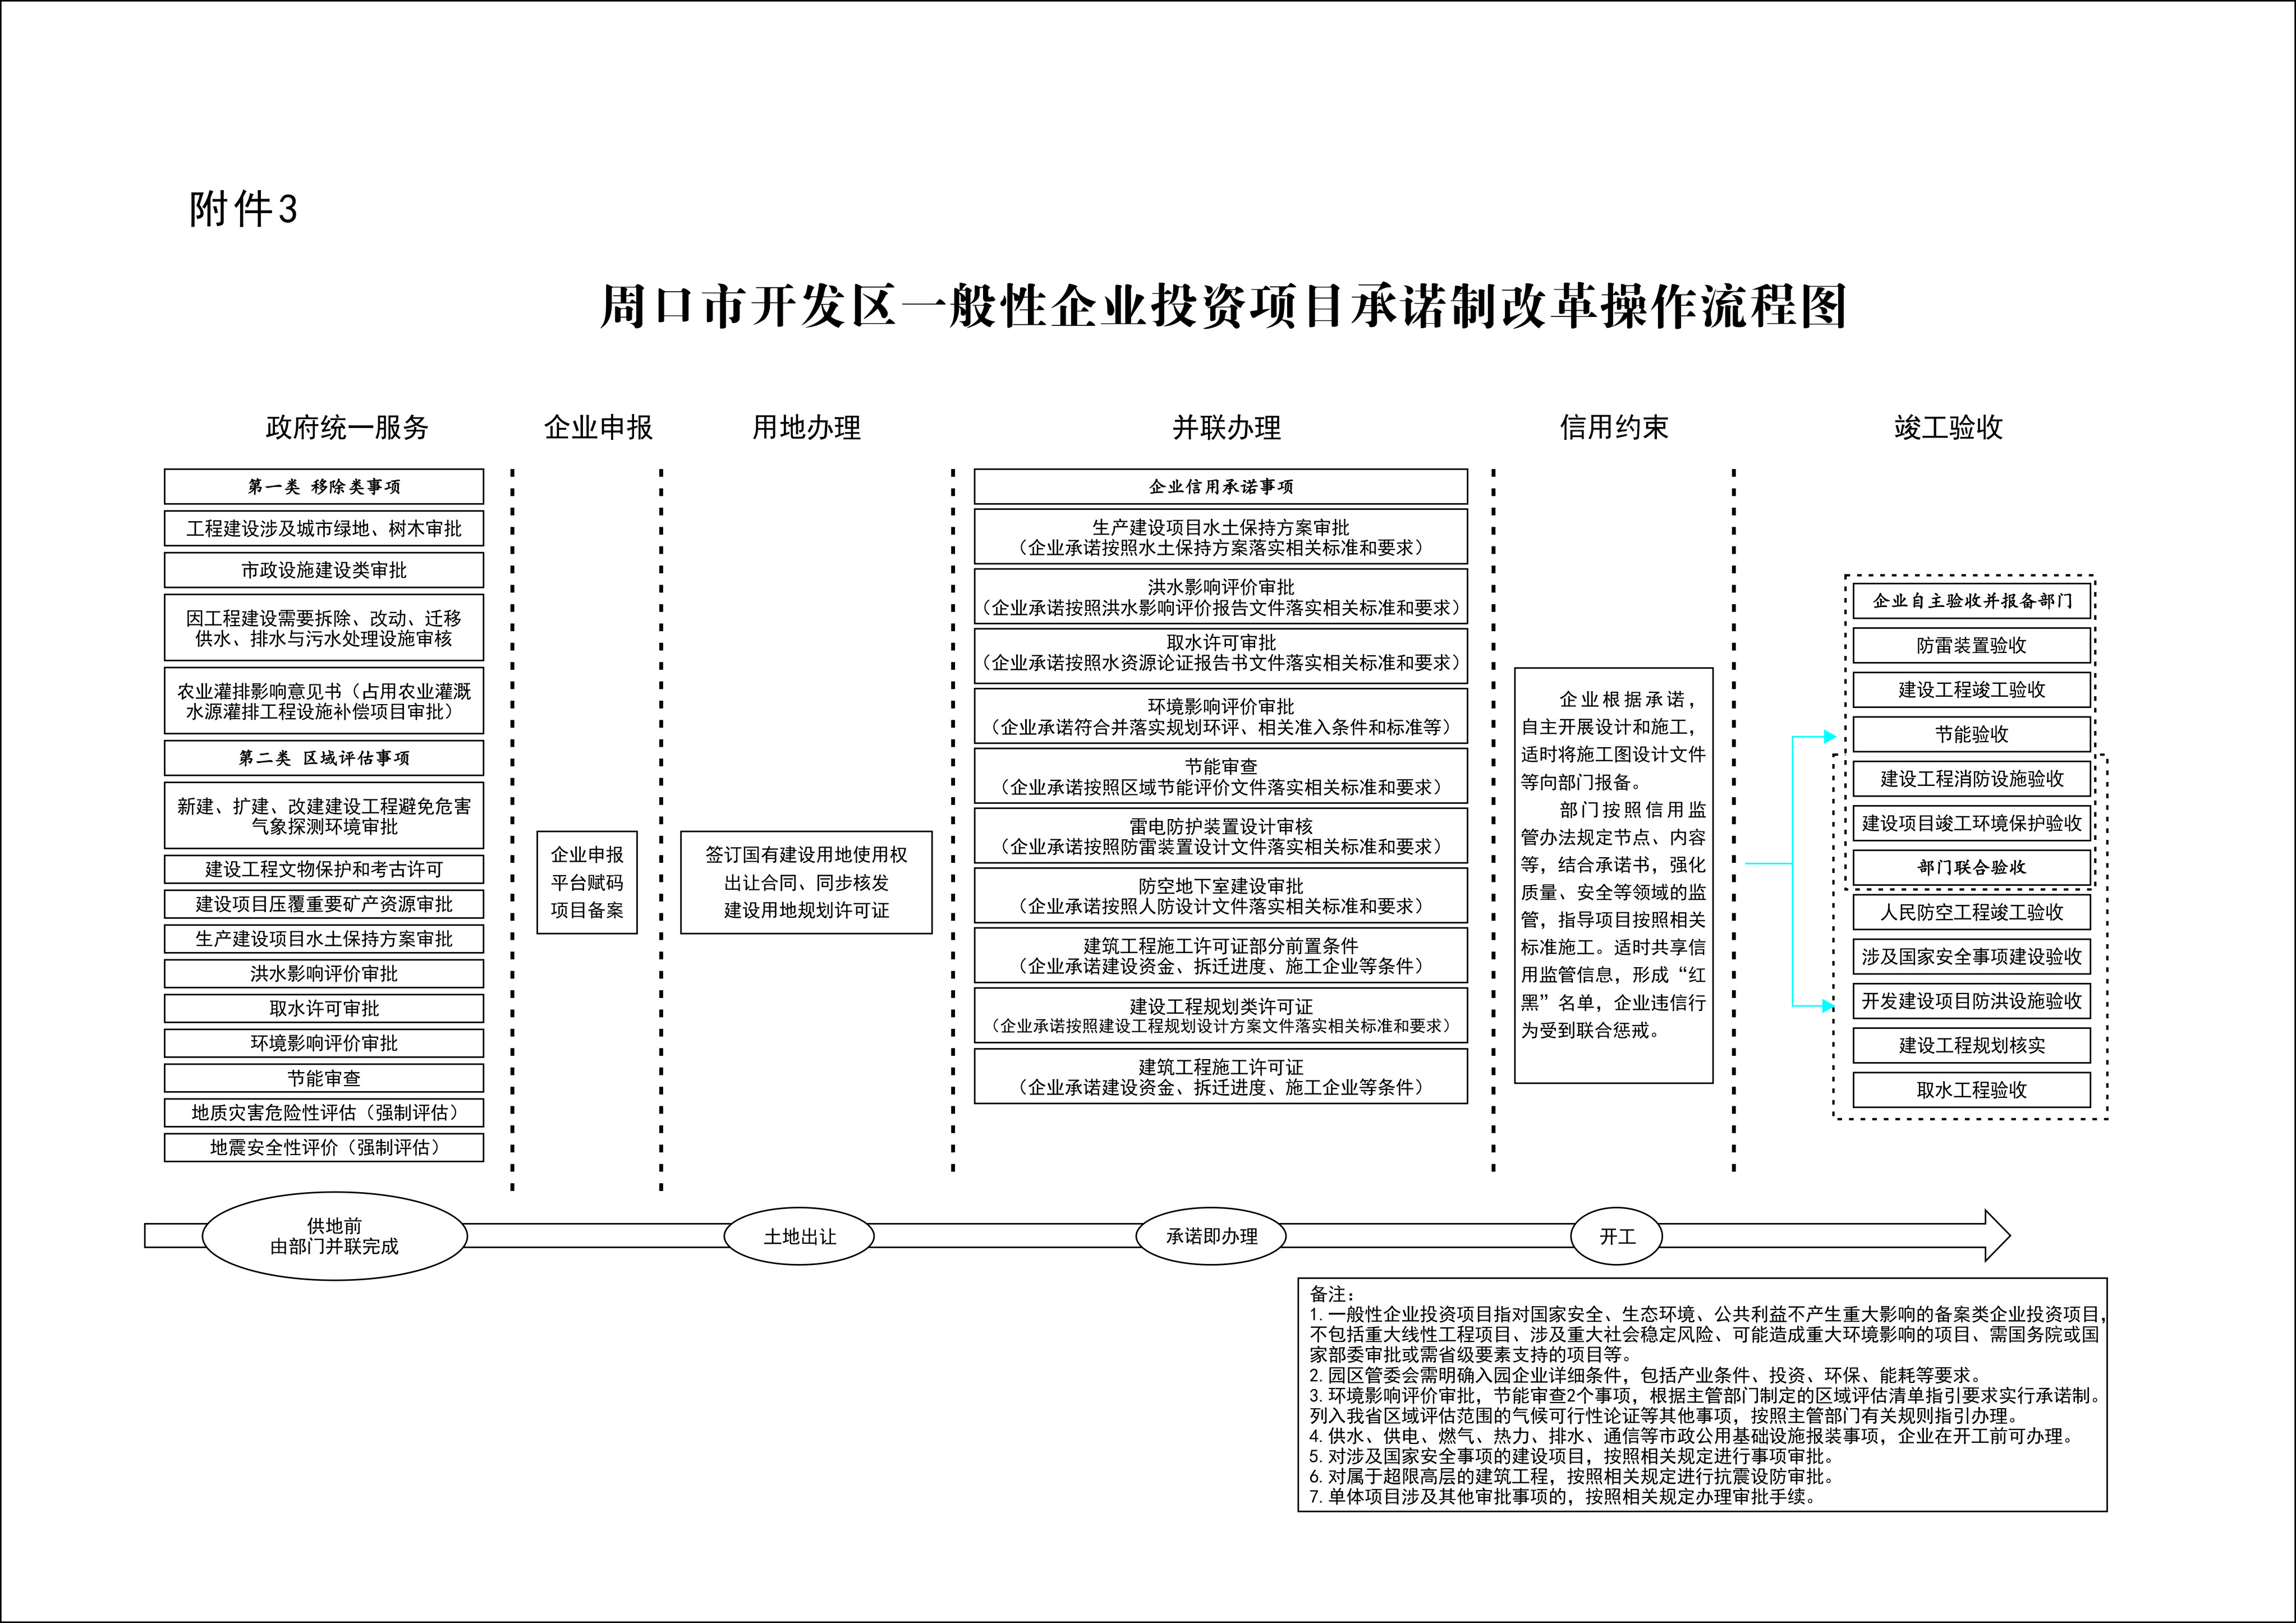 附件3
周口市开发区一般性企业投资项目承诺制改革操作流程图
政府统一服务
第一类 移除类事项
工程建设涉及城市绿地、树木审批
市政设施建设类审批
因工程建设需要拆除、改动、迁移
供水、排水与污水处理设施审核
农业灌排影响意见书（占用农业灌溉
水源灌排工程设施补偿项目审批）
第二类 区域评估事项
新建、扩建、改建建设工程避免危害
气象探测环境审批
建设工程文物保护和考古许可
建设项目压覆重要矿产资源审批
生产建设项目水土保持方案审批
洪水影响评价审批
取水许可审批
环境影响评价审批
节能审查
地质灾害危险性评估（强制评估）
地震安全性评价（强制评估）
企业申报
企业申报
平台赋码
项目备案
用地办理
签订国有建设用地使用权
出让合同、同步核发
建设用地规划许可证
并联办理
企业信用承诺事项
生产建设项目水土保持方案审批
（企业承诺按照水土保持方案落实相关标准和要求）
洪水影响评价审批
（企业承诺按照洪水影响评价报告文件落实相关标准和要求）
取水许可审批
（企业承诺按照水资源论证报告书文件落实相关标准和要求）
环境影响评价审批
（企业承诺符合并落实规划环评、相关准入条件和标准等）
节能审查
（企业承诺按照区域节能评价文件落实相关标准和要求）
雷电防护装置设计审核
（企业承诺按照防雷装置设计文件落实相关标准和要求）
防空地下室建设审批
（企业承诺按照人防设计文件落实相关标准和要求）
建筑工程施工许可证部分前置条件
（企业承诺建设资金、拆迁进度、施工企业等条件）
建设工程规划类许可证
（企业承诺按照建设工程规划设计方案文件落实相关标准和要求）
建筑工程施工许可证
（企业承诺建设资金、拆迁进度、施工企业等条件）
信用约束
企业根据承诺，
自主开展设计和施工，
适时将施工图设计文件
等向部门报备。
部门按照信用监
管办法规定节点、内容
等，结合承诺书，强化
质量、安全等领域的监
管，指导项目按照相关
标准施工。适时共享信
用监管信息，形成“红
黑”名单，企业违信行
为受到联合惩戒。
竣工验收
企业自主验收并报备部门
防雷装置验收
建设工程竣工验收
节能验收
建设工程消防设施验收
建设项目竣工环境保护验收
部门联合验收
人民防空工程竣工验收
涉及国家安全事项建设验收
开发建设项目防洪设施验收
建设工程规划核实
取水工程验收
供地前
由部门并联完成
土地出让
承诺即办理
开工
备注：
1.一般性企业投资项目指对国家安全、生态环境、公共利益不产生重大影响的备案类企业投资项目，
不包括重大线性工程项目、涉及重大社会稳定风险、可能造成重大环境影响的项目、需国务院或国
家部委审批或需省级要素支持的项目等。
2.园区管委会需明确入园企业详细条件，包括产业条件、投资、环保、能耗等要求。
3.环境影响评价审批，节能审查2个事项，根据主管部门制定的区域评估清单指引要求实行承诺制。
列入我省区域评估范围的气候可行性论证等其他事项，按照主管部门有关规则指引办理。
4.供水、供电、燃气、热力、排水、通信等市政公用基础设施报装事项，企业在开工前可办理。
5.对涉及国家安全事项的建设项目，按照相关规定进行事项审批。
6.对属于超限高层的建筑工程，按照相关规定进行抗震设防审批。
7.单体项目涉及其他审批事项的，按照相关规定办理审批手续。